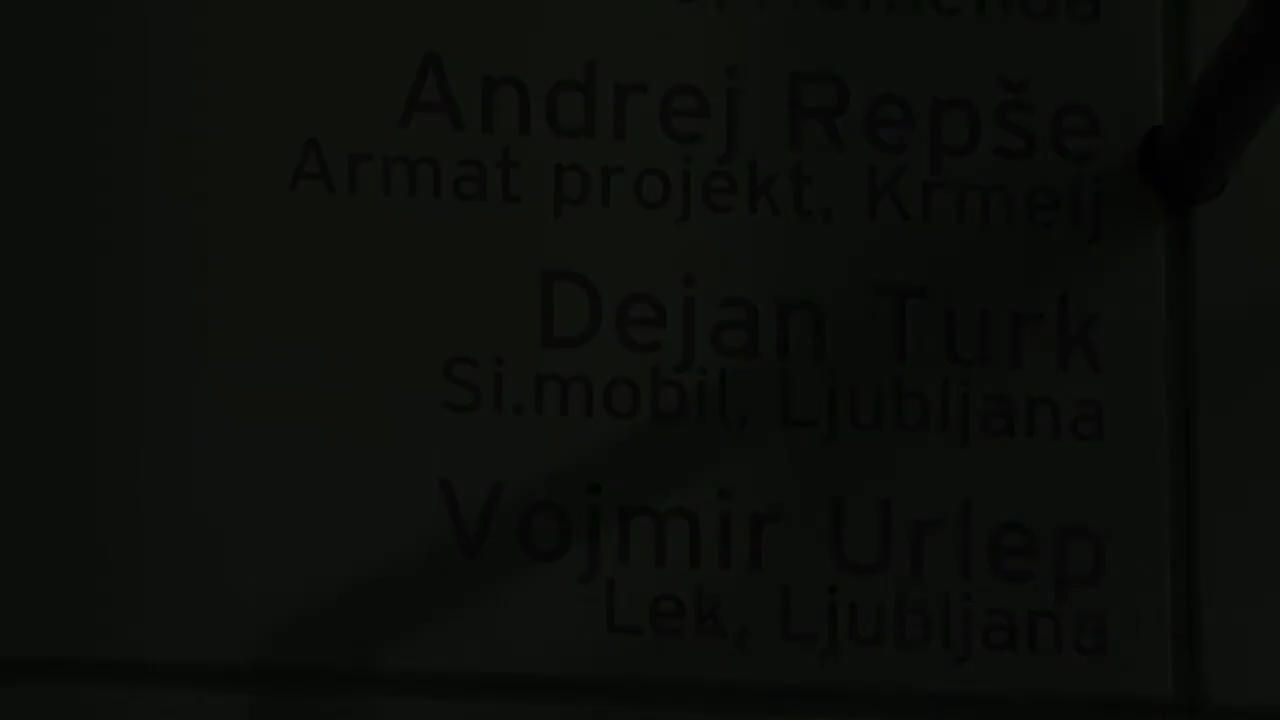 Andrej Repše
Armat projekt, Krmelj
Dejan Turk
Si.mobil, Ljubljana
Vojmir Urlep
Lek, Ljubljana